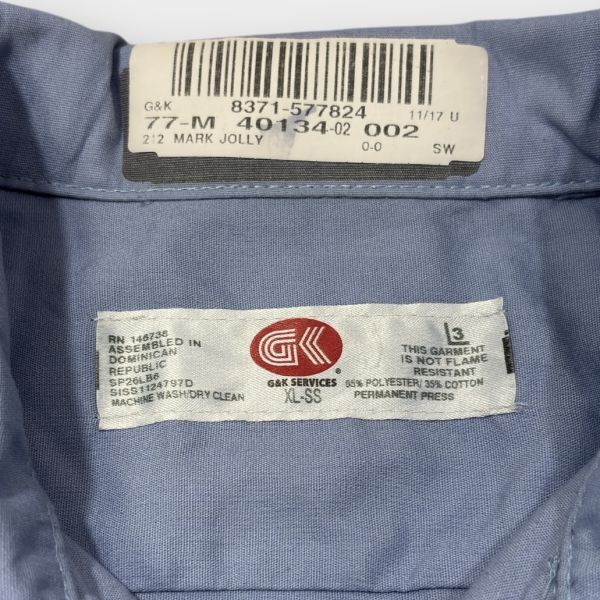 G&K 8371-577824 11/17 U
77-M 40134-02 002
212 MARK JOLLY 0-0 SW
RN 146738
ASSEMBLED IN
DOMINICAN
REPUBLIC
SP26LB6
SISS1124797D
MACHINE WASH/DRY CLEAN
GK
®
G&K SERVICES
XL-SS
L3
THIS GARMENT
IS NOT FLAME
RESISTANT
65% POLYESTER/ 35% COTTON
PERMANENT PRESS